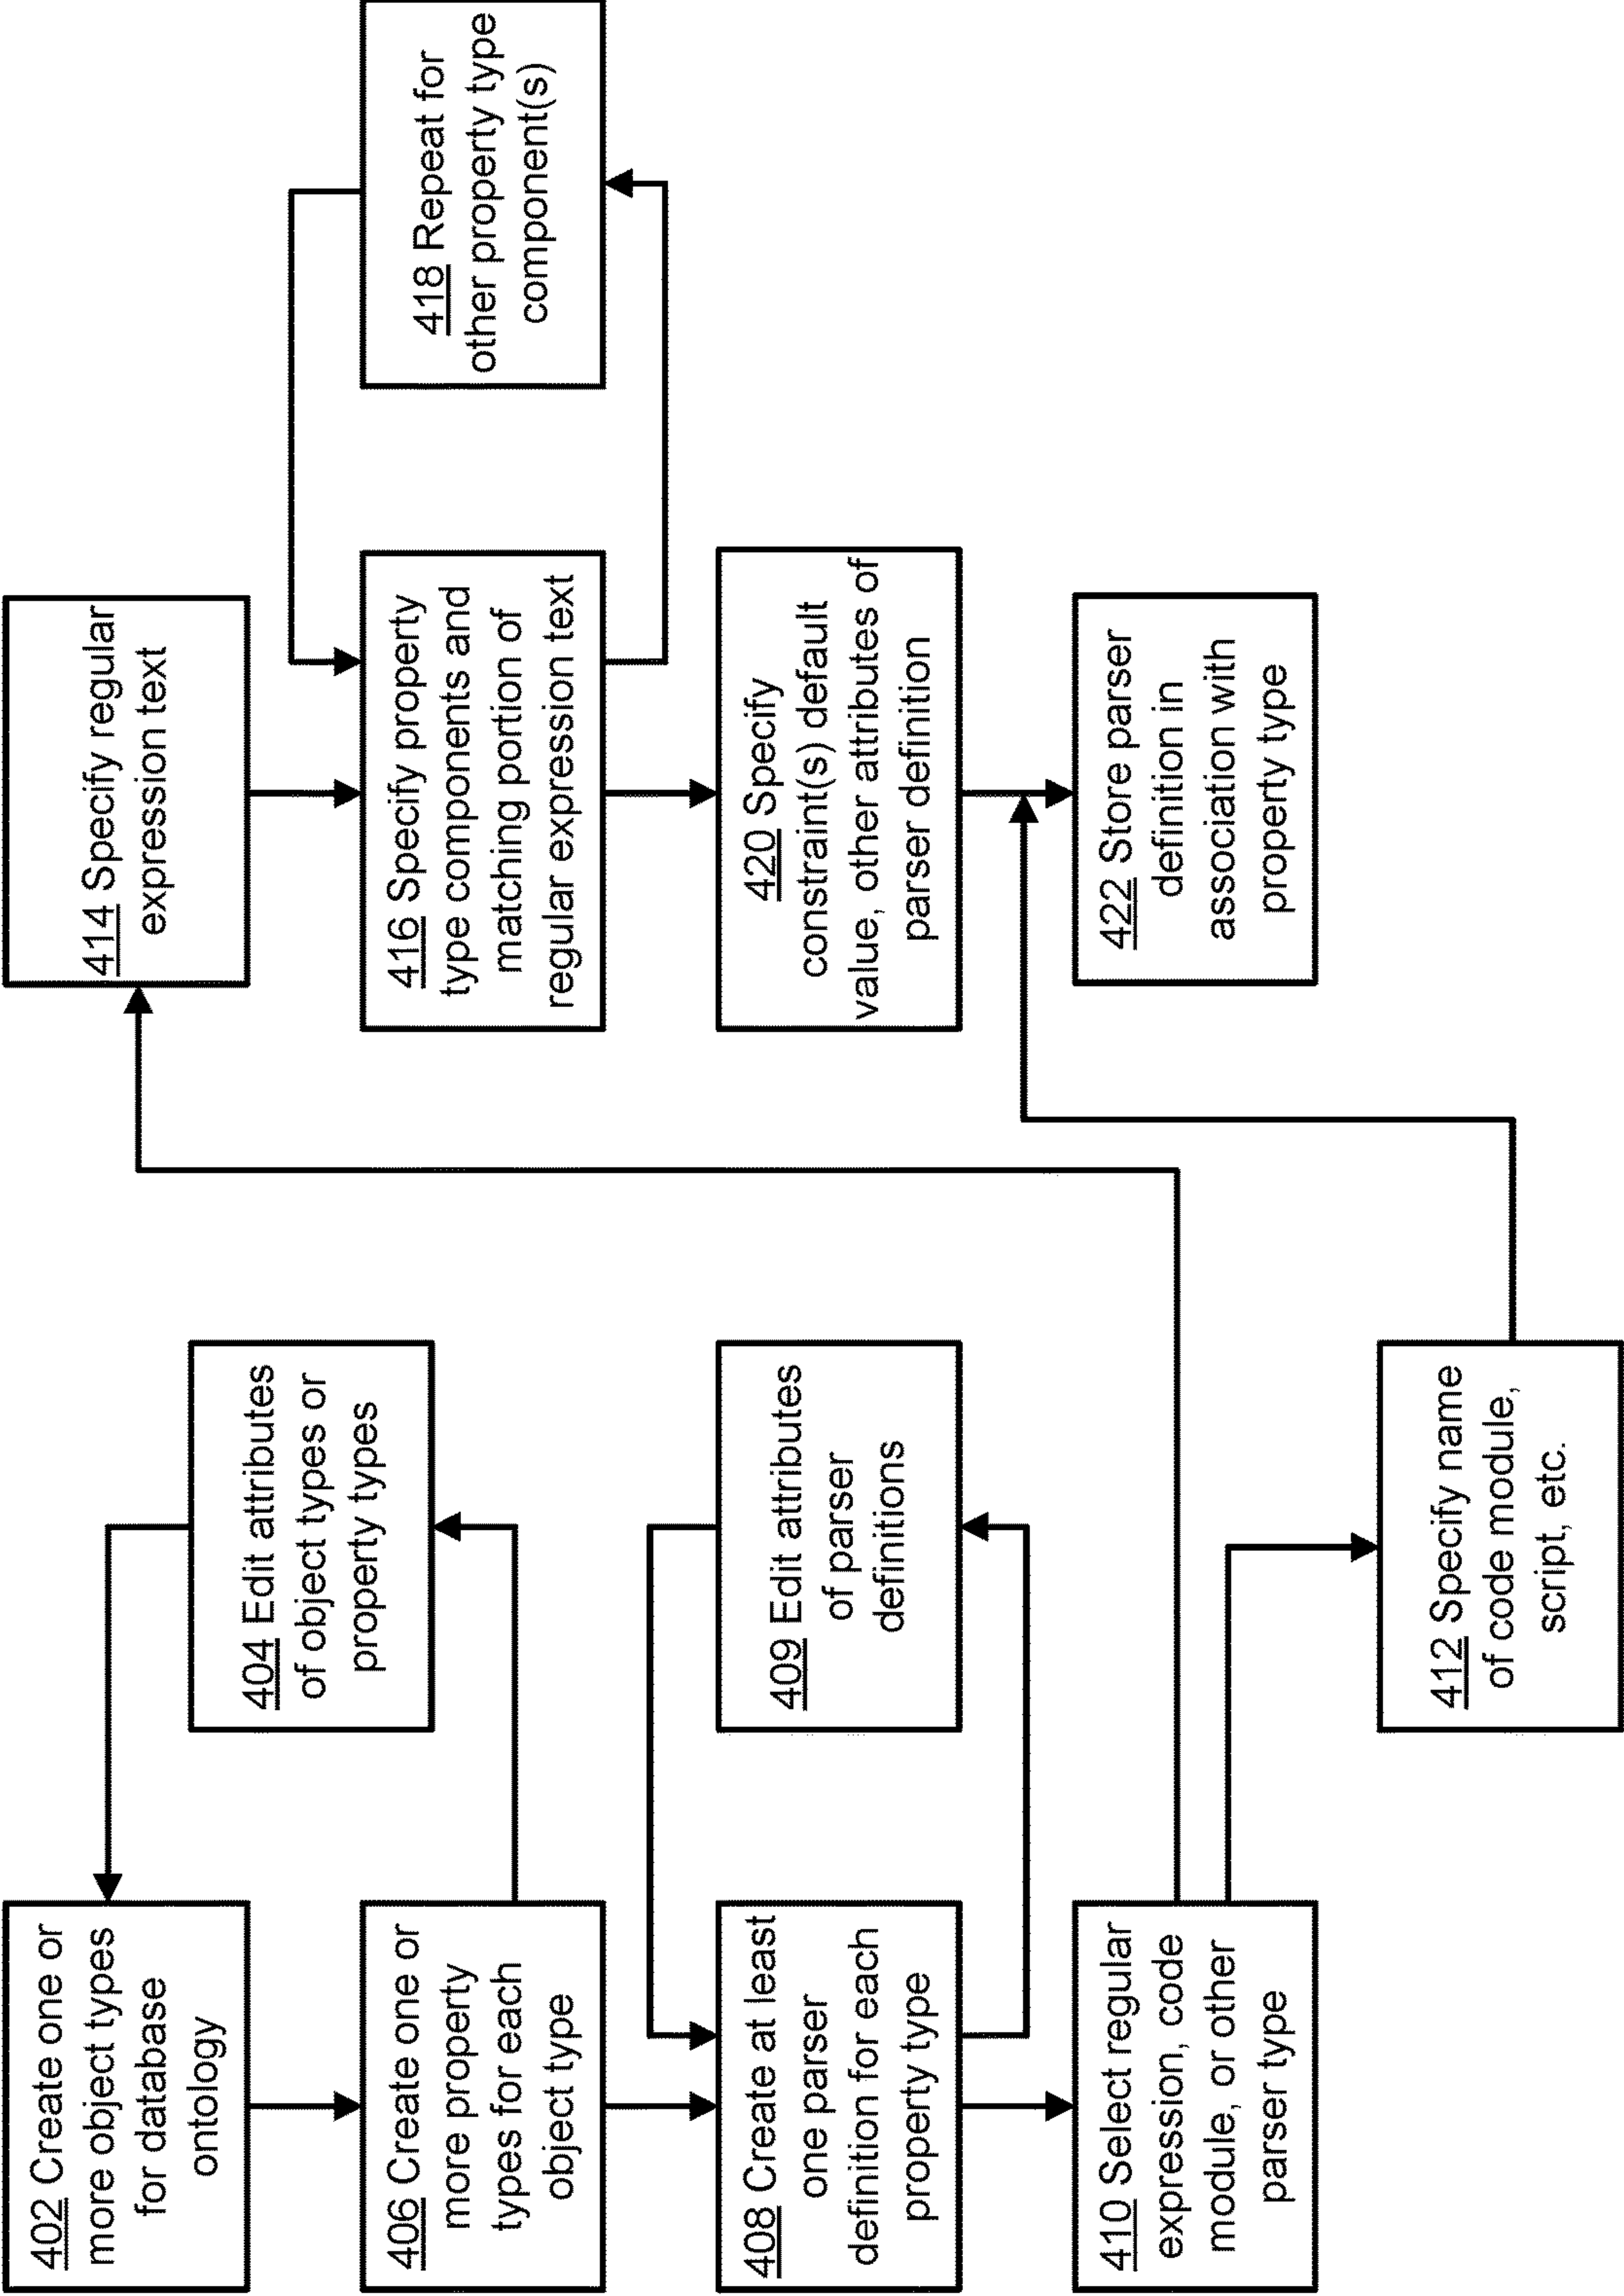 402 Create one or
more object types
for database
ontology
404 Edit attributes
of object types or
property types
406 Create one or
more property
types for each
object type
408 Create at least
one parser
definition for each
property type
409 Edit attributes
of parser
definitions
410 Select regular
expression, code
module, or other
parser type
412 Specify name
of code module,
script, etc.
414 Specify regular
expression text
416 Specify property
type components and
matching portion of
regular expression text
418 Repeat for
other property type
component(s)
420 Specify
constraint(s) default
value, other attributes of
parser definition
422 Store parser
definition in
association with
property type